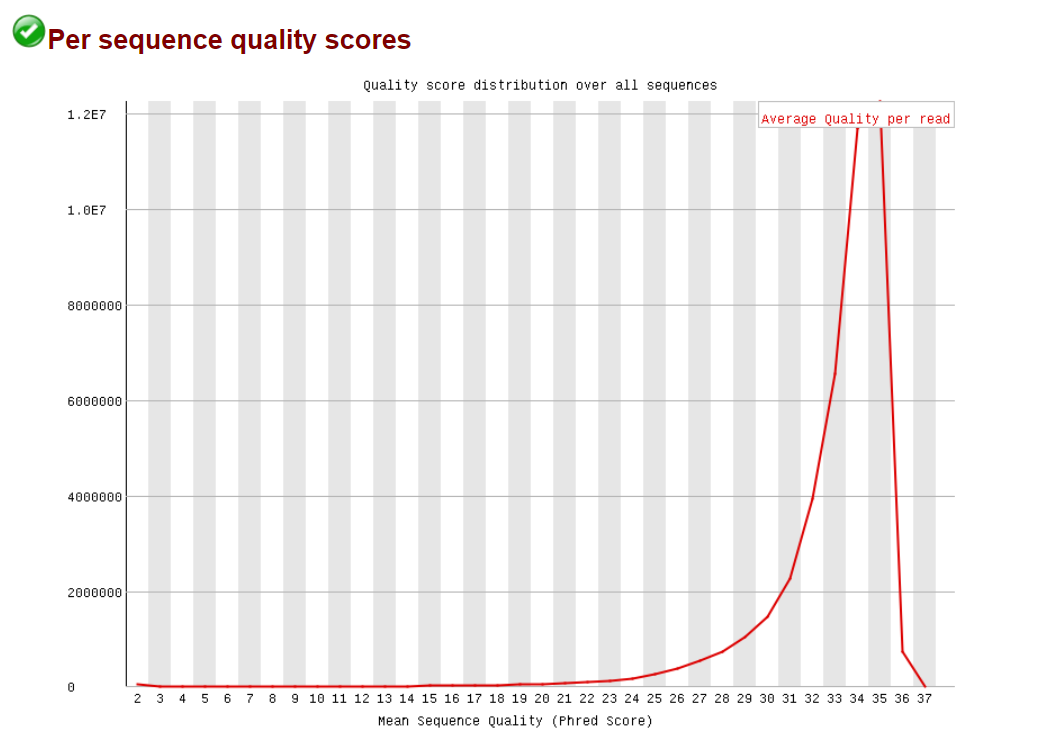 Per sequence quality scores
Quality score distribution over all sequences
Average Quality per read
1.2E7
1.0E7
8000000
6000000
4000000
2000000
0
2 3 4 5 6 7 8 9 10 11 12 13 14 15 16 17 18 19 20 21 22 23 24 25 26 27 28 29 30 31 32 33 34 35 36 37
Mean Sequence Quality (Phred Score)